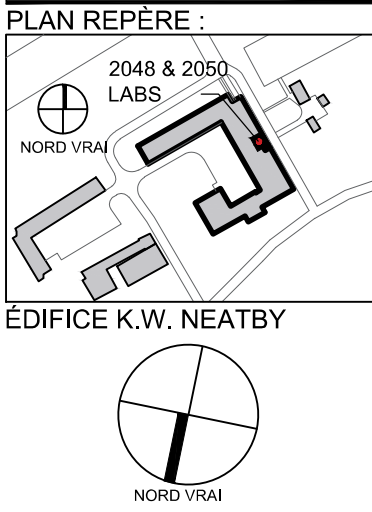 PLAN REPÈRE :
2048 & 2050
LABS
NORD VRAI
ÉDIFICE K.W. NEATBY
NORD VRAI